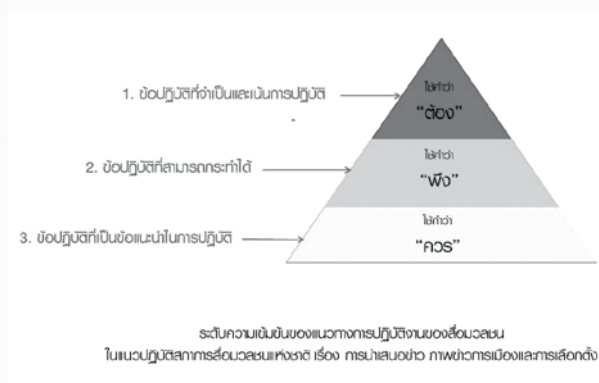 1. ข้อปฏิบัติที่จำเป็นและเน้นการปฏิบัติ
ใช้คำว่า
“ต้อง”
2. ข้อปฏิบัติที่สามารถกระทำได้
ใช้คำว่า
“พึง”
3. ข้อปฏิบัติที่เป็นข้อแนะนำในการปฏิบัติ
ใช้คำว่า
“ควร”
ระดับความเข้มข้นของแนวทางการปฏิบัติงานของสื่อมวลชน
ในแนวปฏิบัติสภาการสื่อมวลชนแห่งชาติ เรื่อง การนำเสนอข่าว ภาพข่าวการเมืองและการเลือกตั้ง